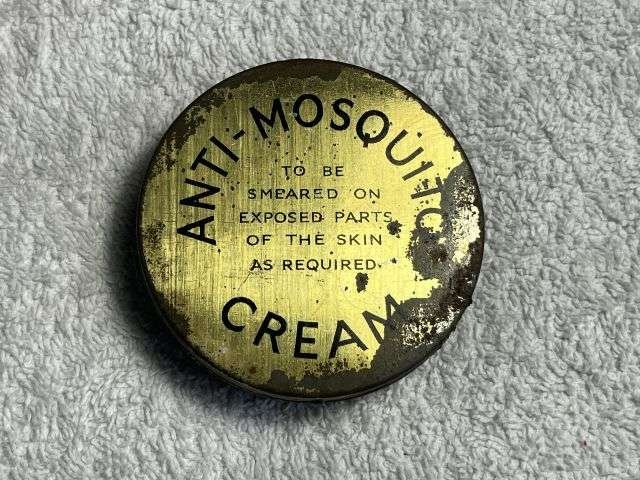 ANTI-MOSQUITO
TO BE
SMEARED ON
EXPOSED PARTS
OF THE SKIN
AS REQUIRED.
CREAM